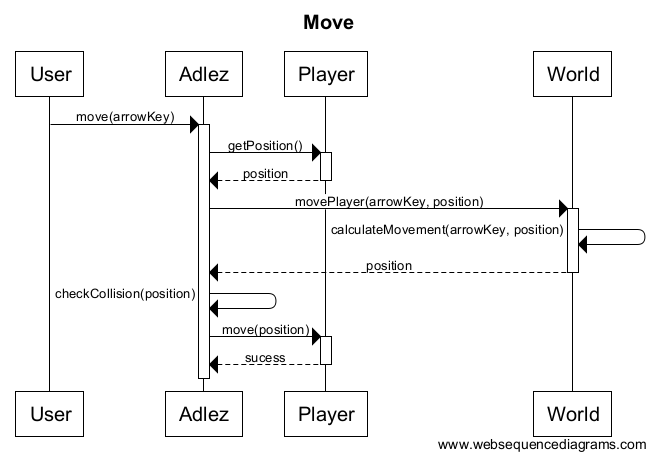 Move
User Adlez Player World
move(arrowKey)
getPosition()
position
movePlayer(arrowKey, position)
calculateMovement(arrowKey, position)
position
checkCollision(position)
move(position)
sucess
User Adlez Player World
www.websequencediagrams.com